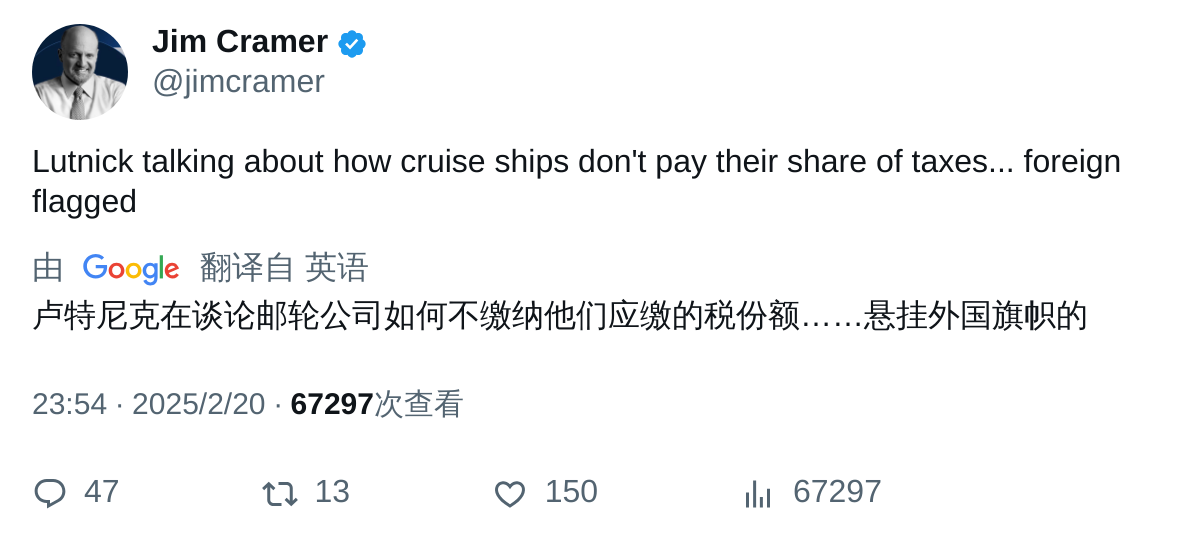 Jim Cramer
@jimcramer
Lutnick talking about how cruise ships don't pay their share of taxes... foreign
flagged
由 Google 翻译自 英语
卢特尼克在谈论邮轮公司如何不缴纳他们应缴的税份额……悬挂外国旗帜的
23:54 · 2025/2/20 · 67297次查看
47 13 150 67297